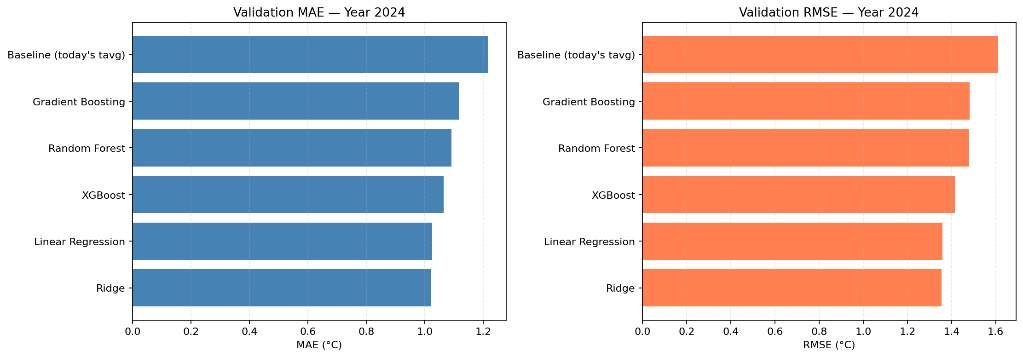 Validation MAE — Year 2024
Baseline (today's tavg)
Gradient Boosting
Random Forest
XGBoost
Linear Regression
Ridge
0.0 0.2 0.4 0.6 0.8 1.0 1.2
MAE (°C)
Validation RMSE — Year 2024
Baseline (today's tavg)
Gradient Boosting
Random Forest
XGBoost
Linear Regression
Ridge
0.0 0.2 0.4 0.6 0.8 1.0 1.2 1.4 1.6
RMSE (°C)